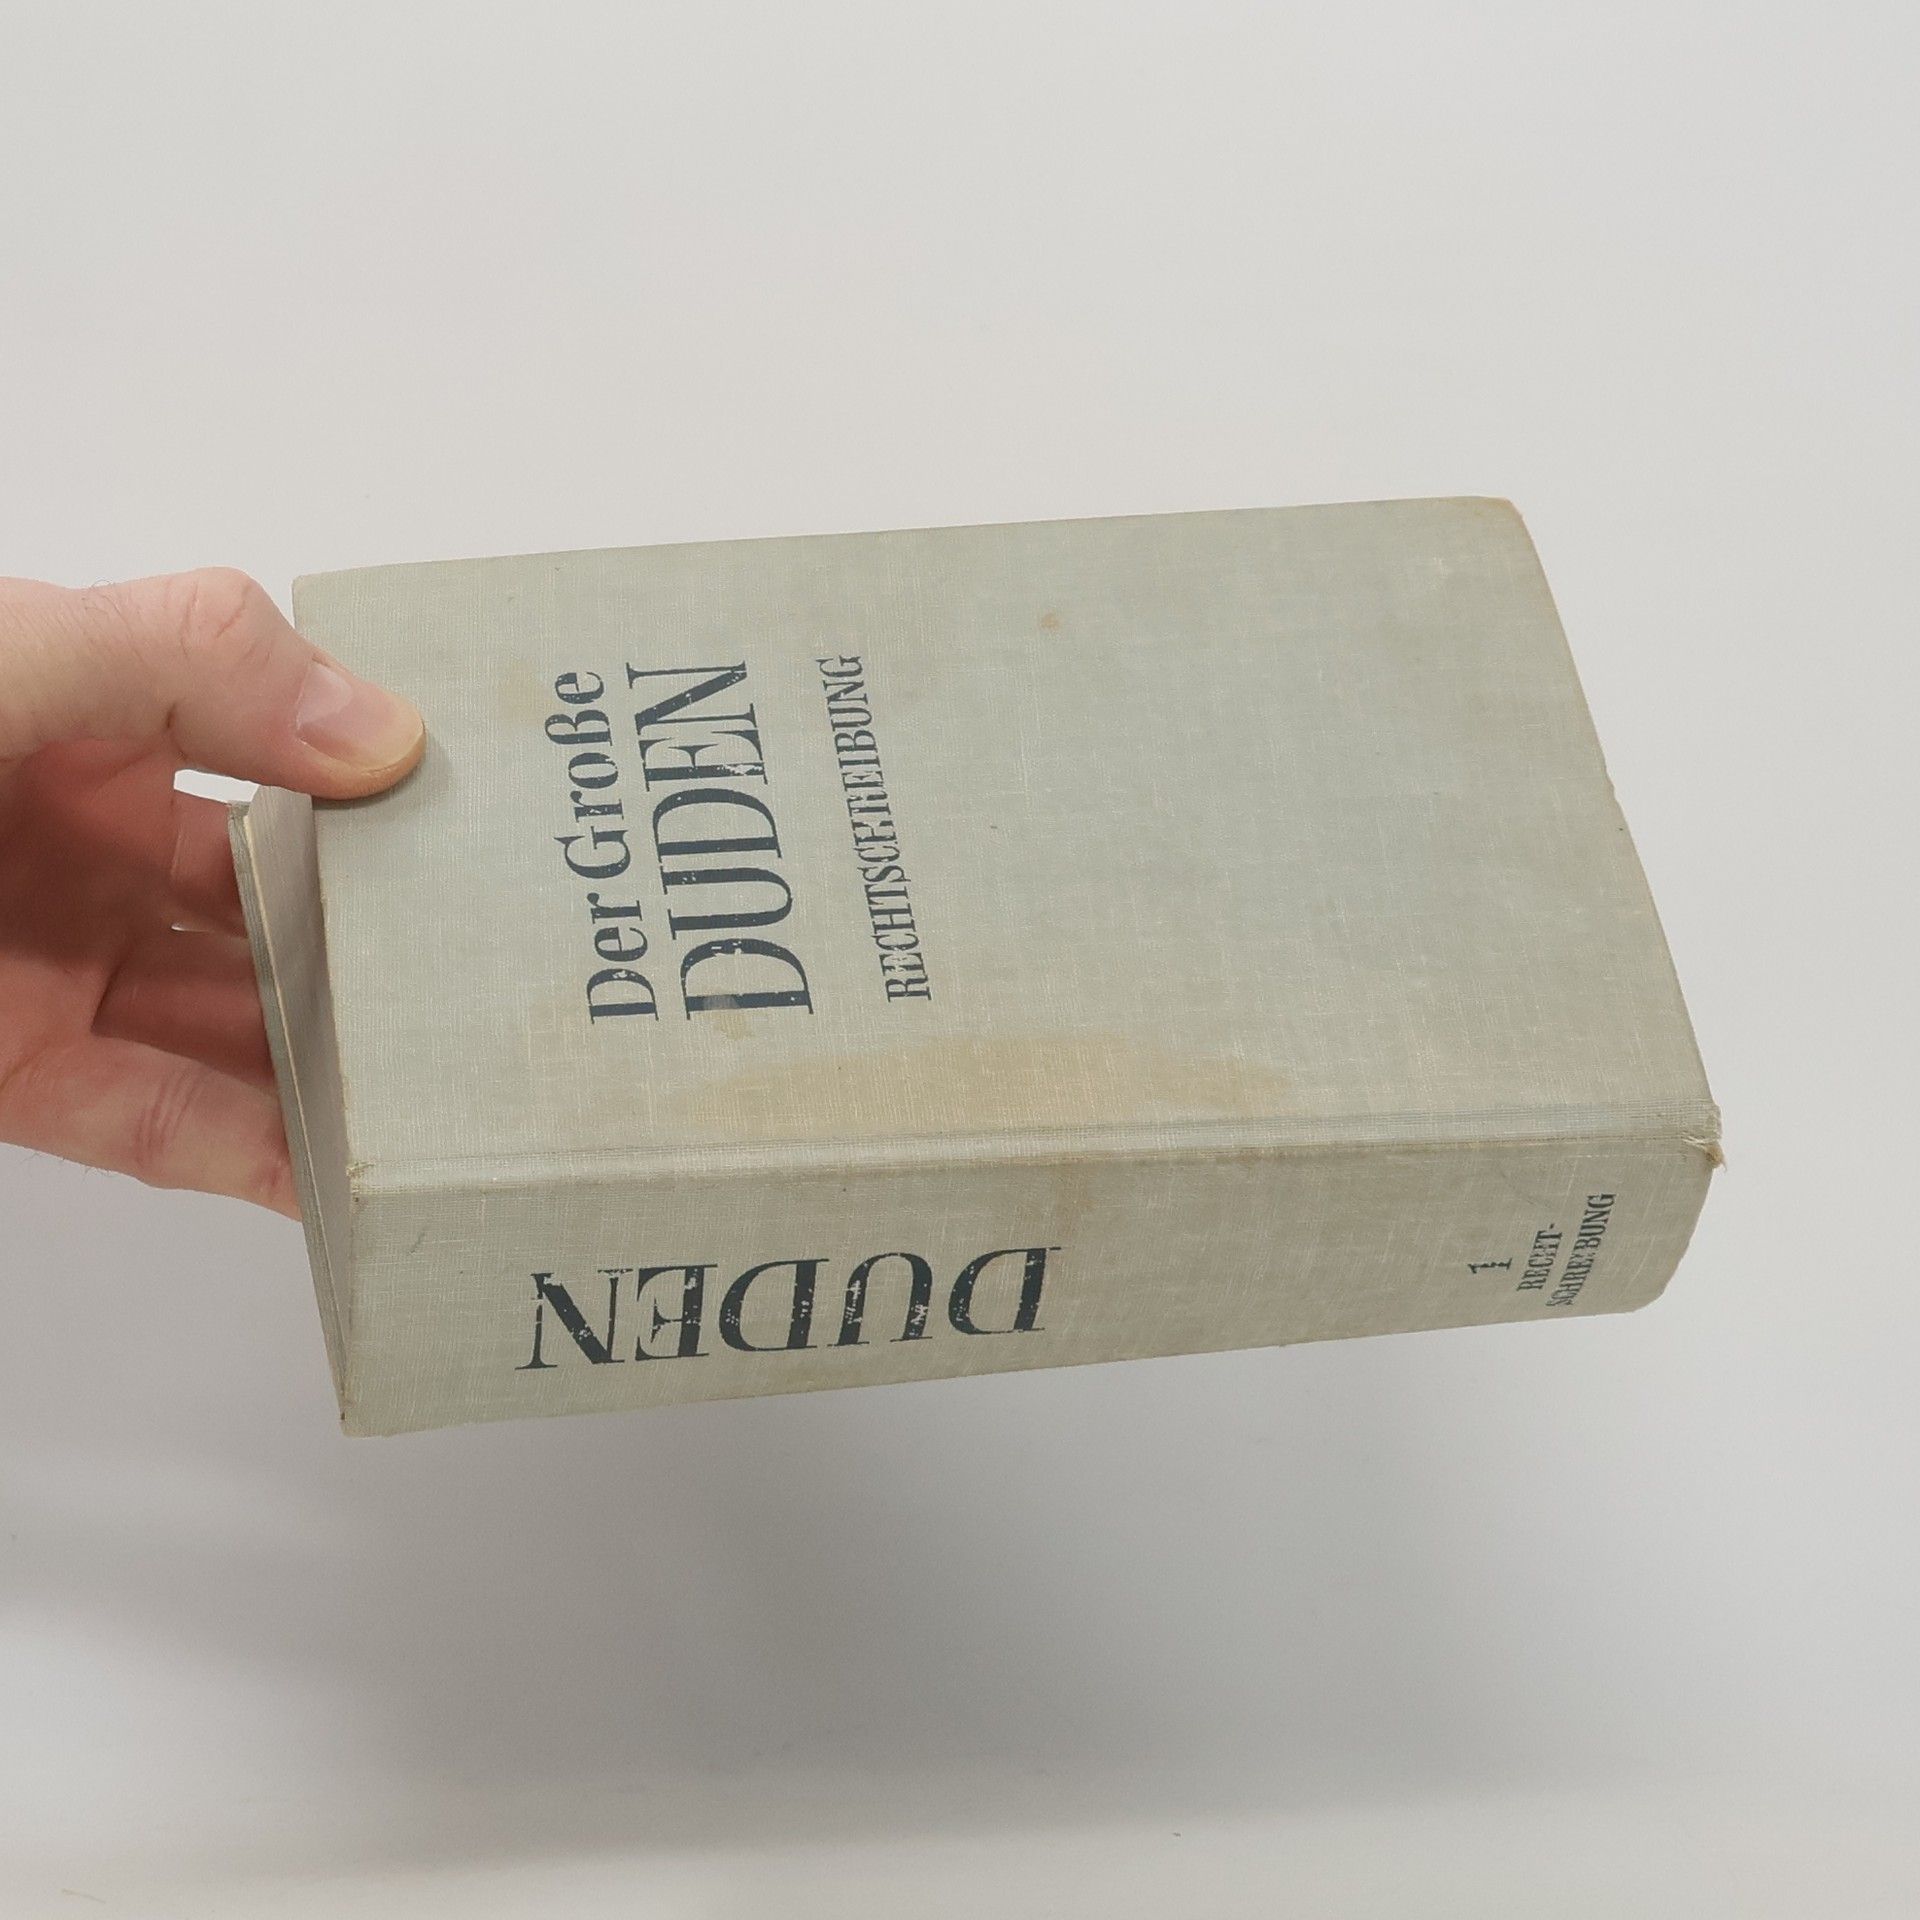 Der Große
DUDEN
RECHTSCHREIBUNG
DUDEN
1
RECHT-
SCHREIBUNG